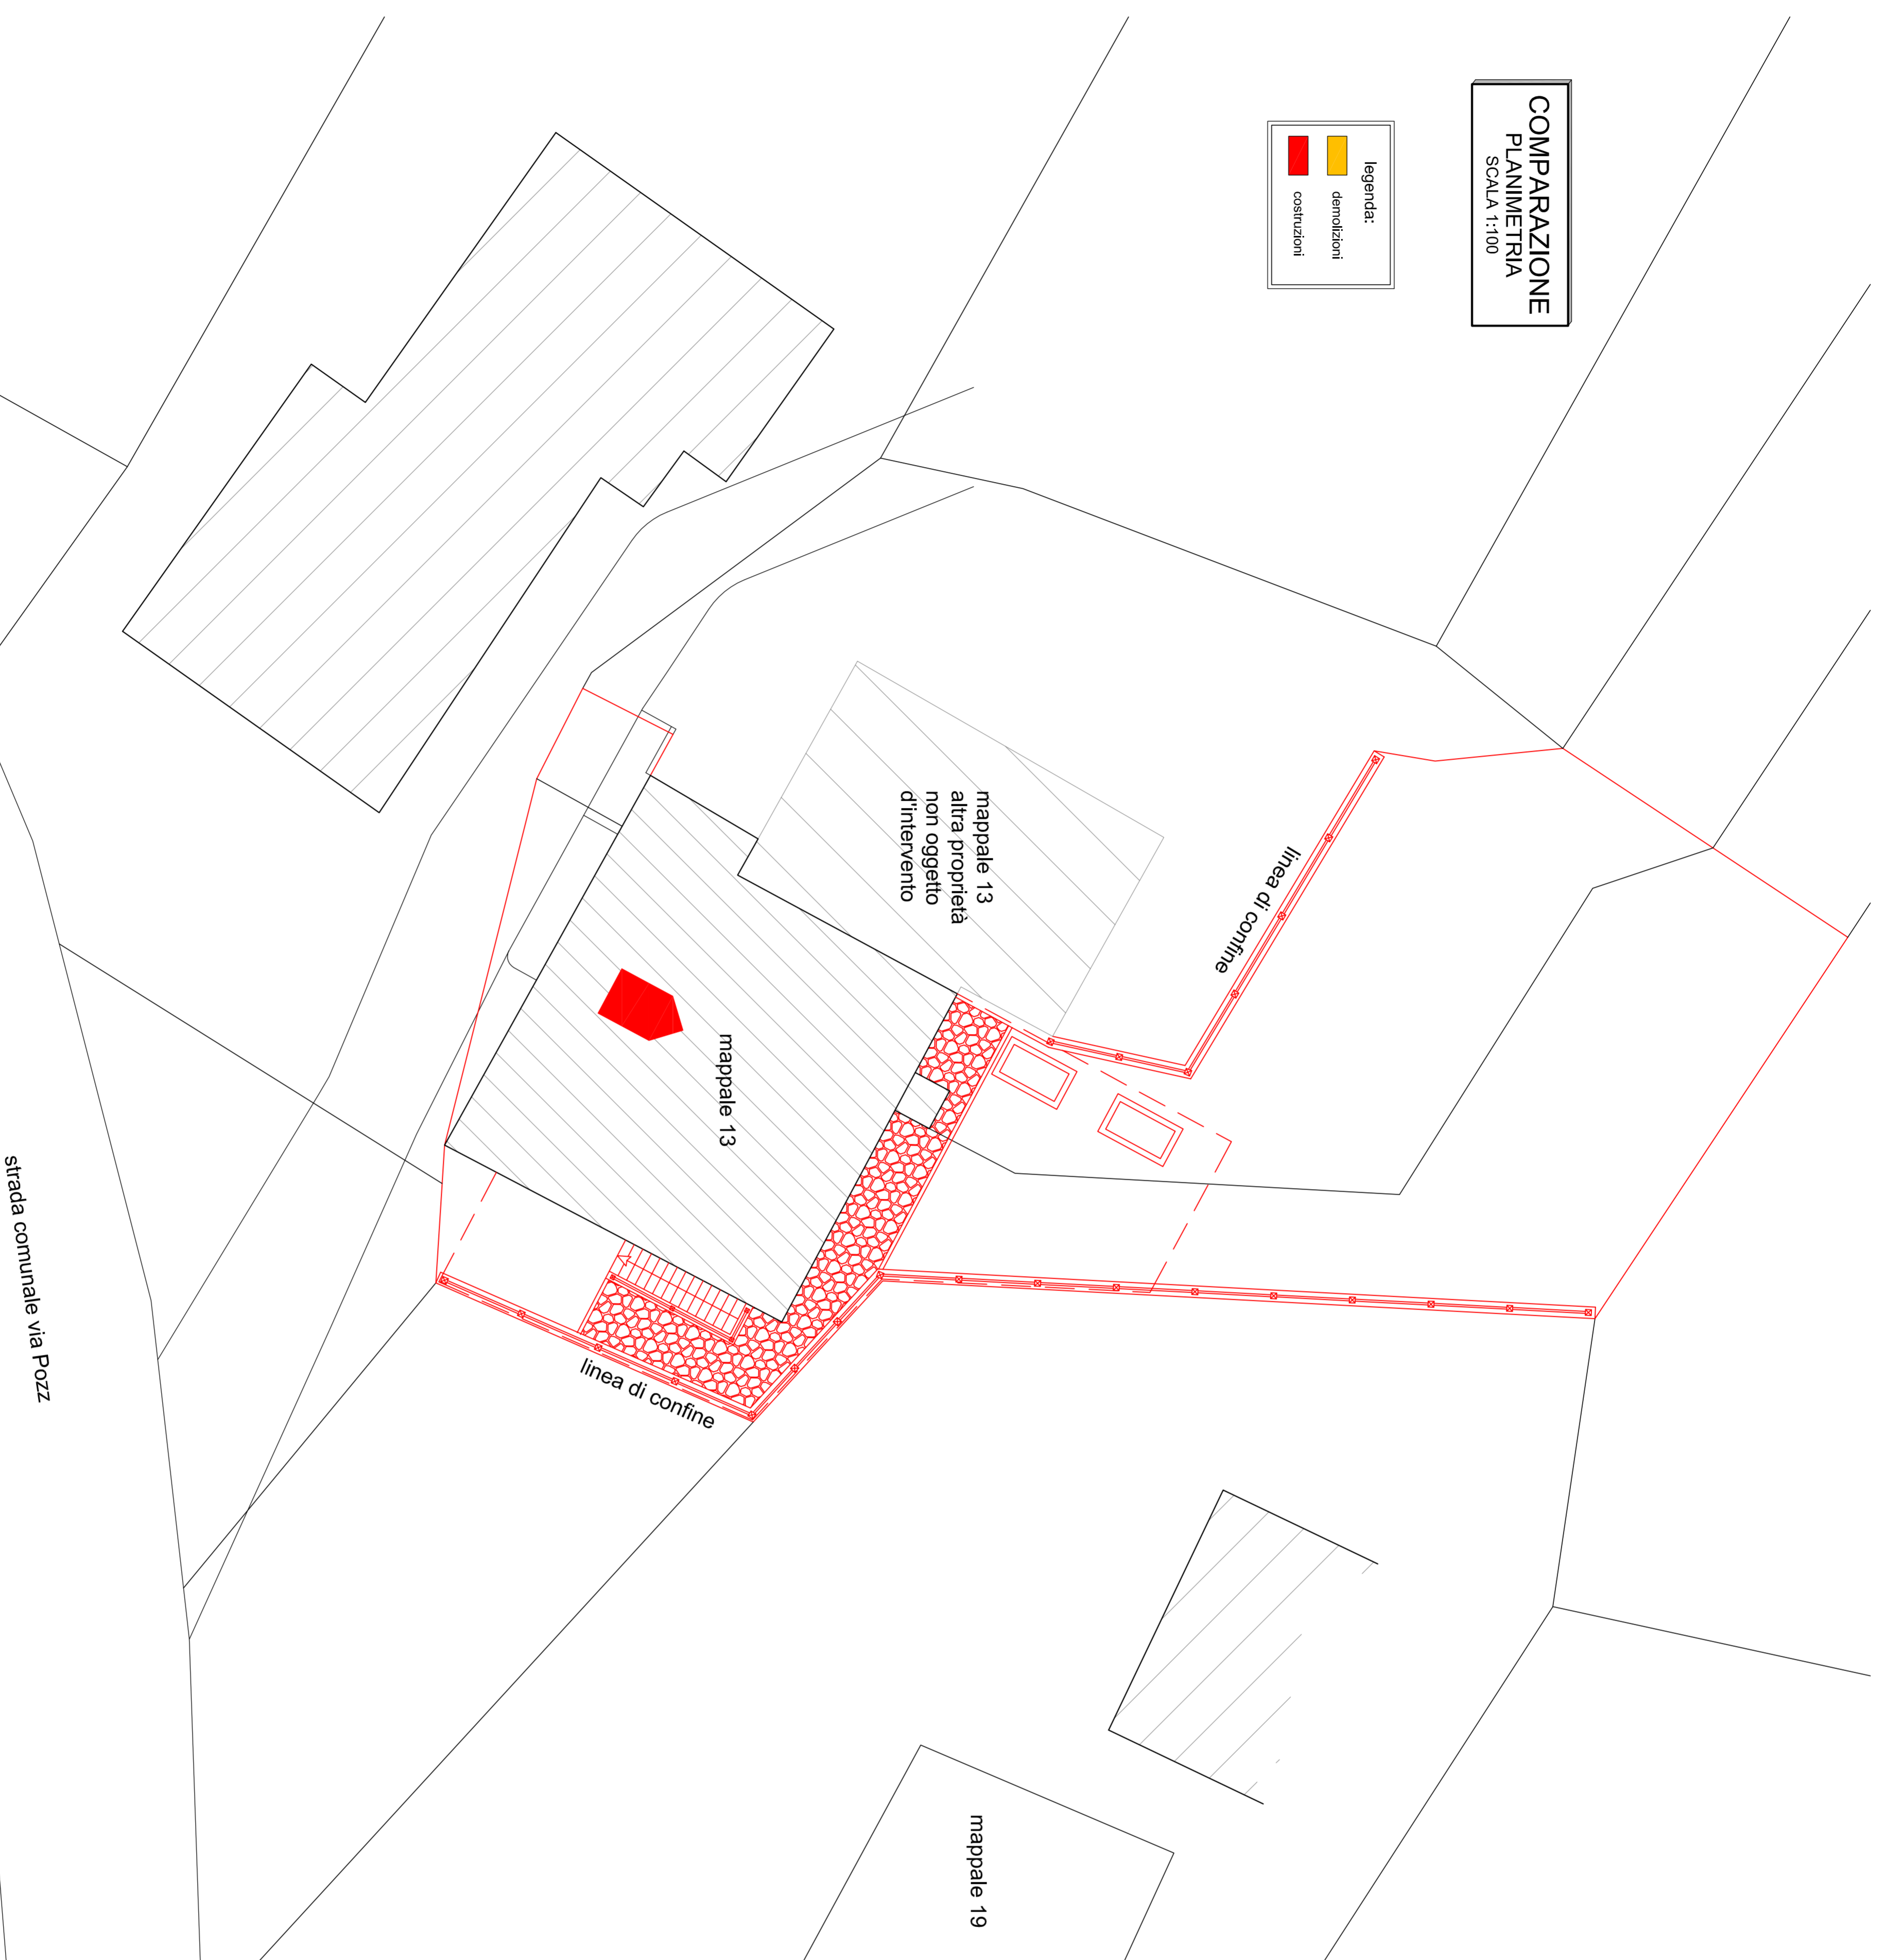 COMPARAZIONE
PLANIMETRIA
SCALA 1:100
legenda:
demolizioni
costruzioni
mappale 13
altra proprietà
non oggetto
d'intervento
linea di confine
mappale 13
linea di confine
strada comunale via Pozz
mappale 19